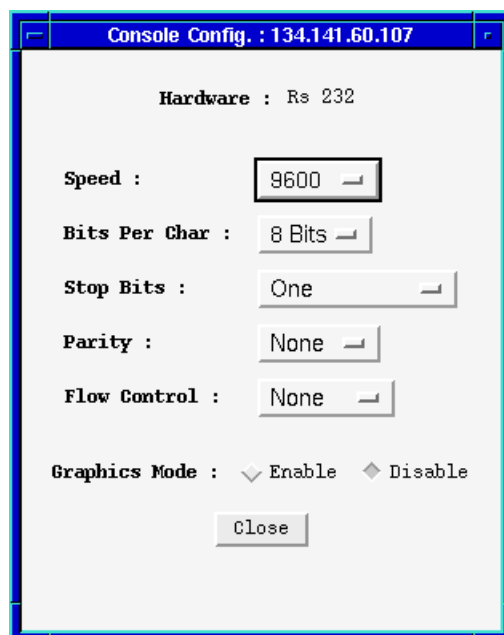 Console Config. : 134.141.60.107
Hardware : Rs 232
Speed : 9600
Bits Per Char : 8 Bits
Stop Bits : One
Parity : None
Flow Control : None
Graphics Mode : Enable Disable
Close